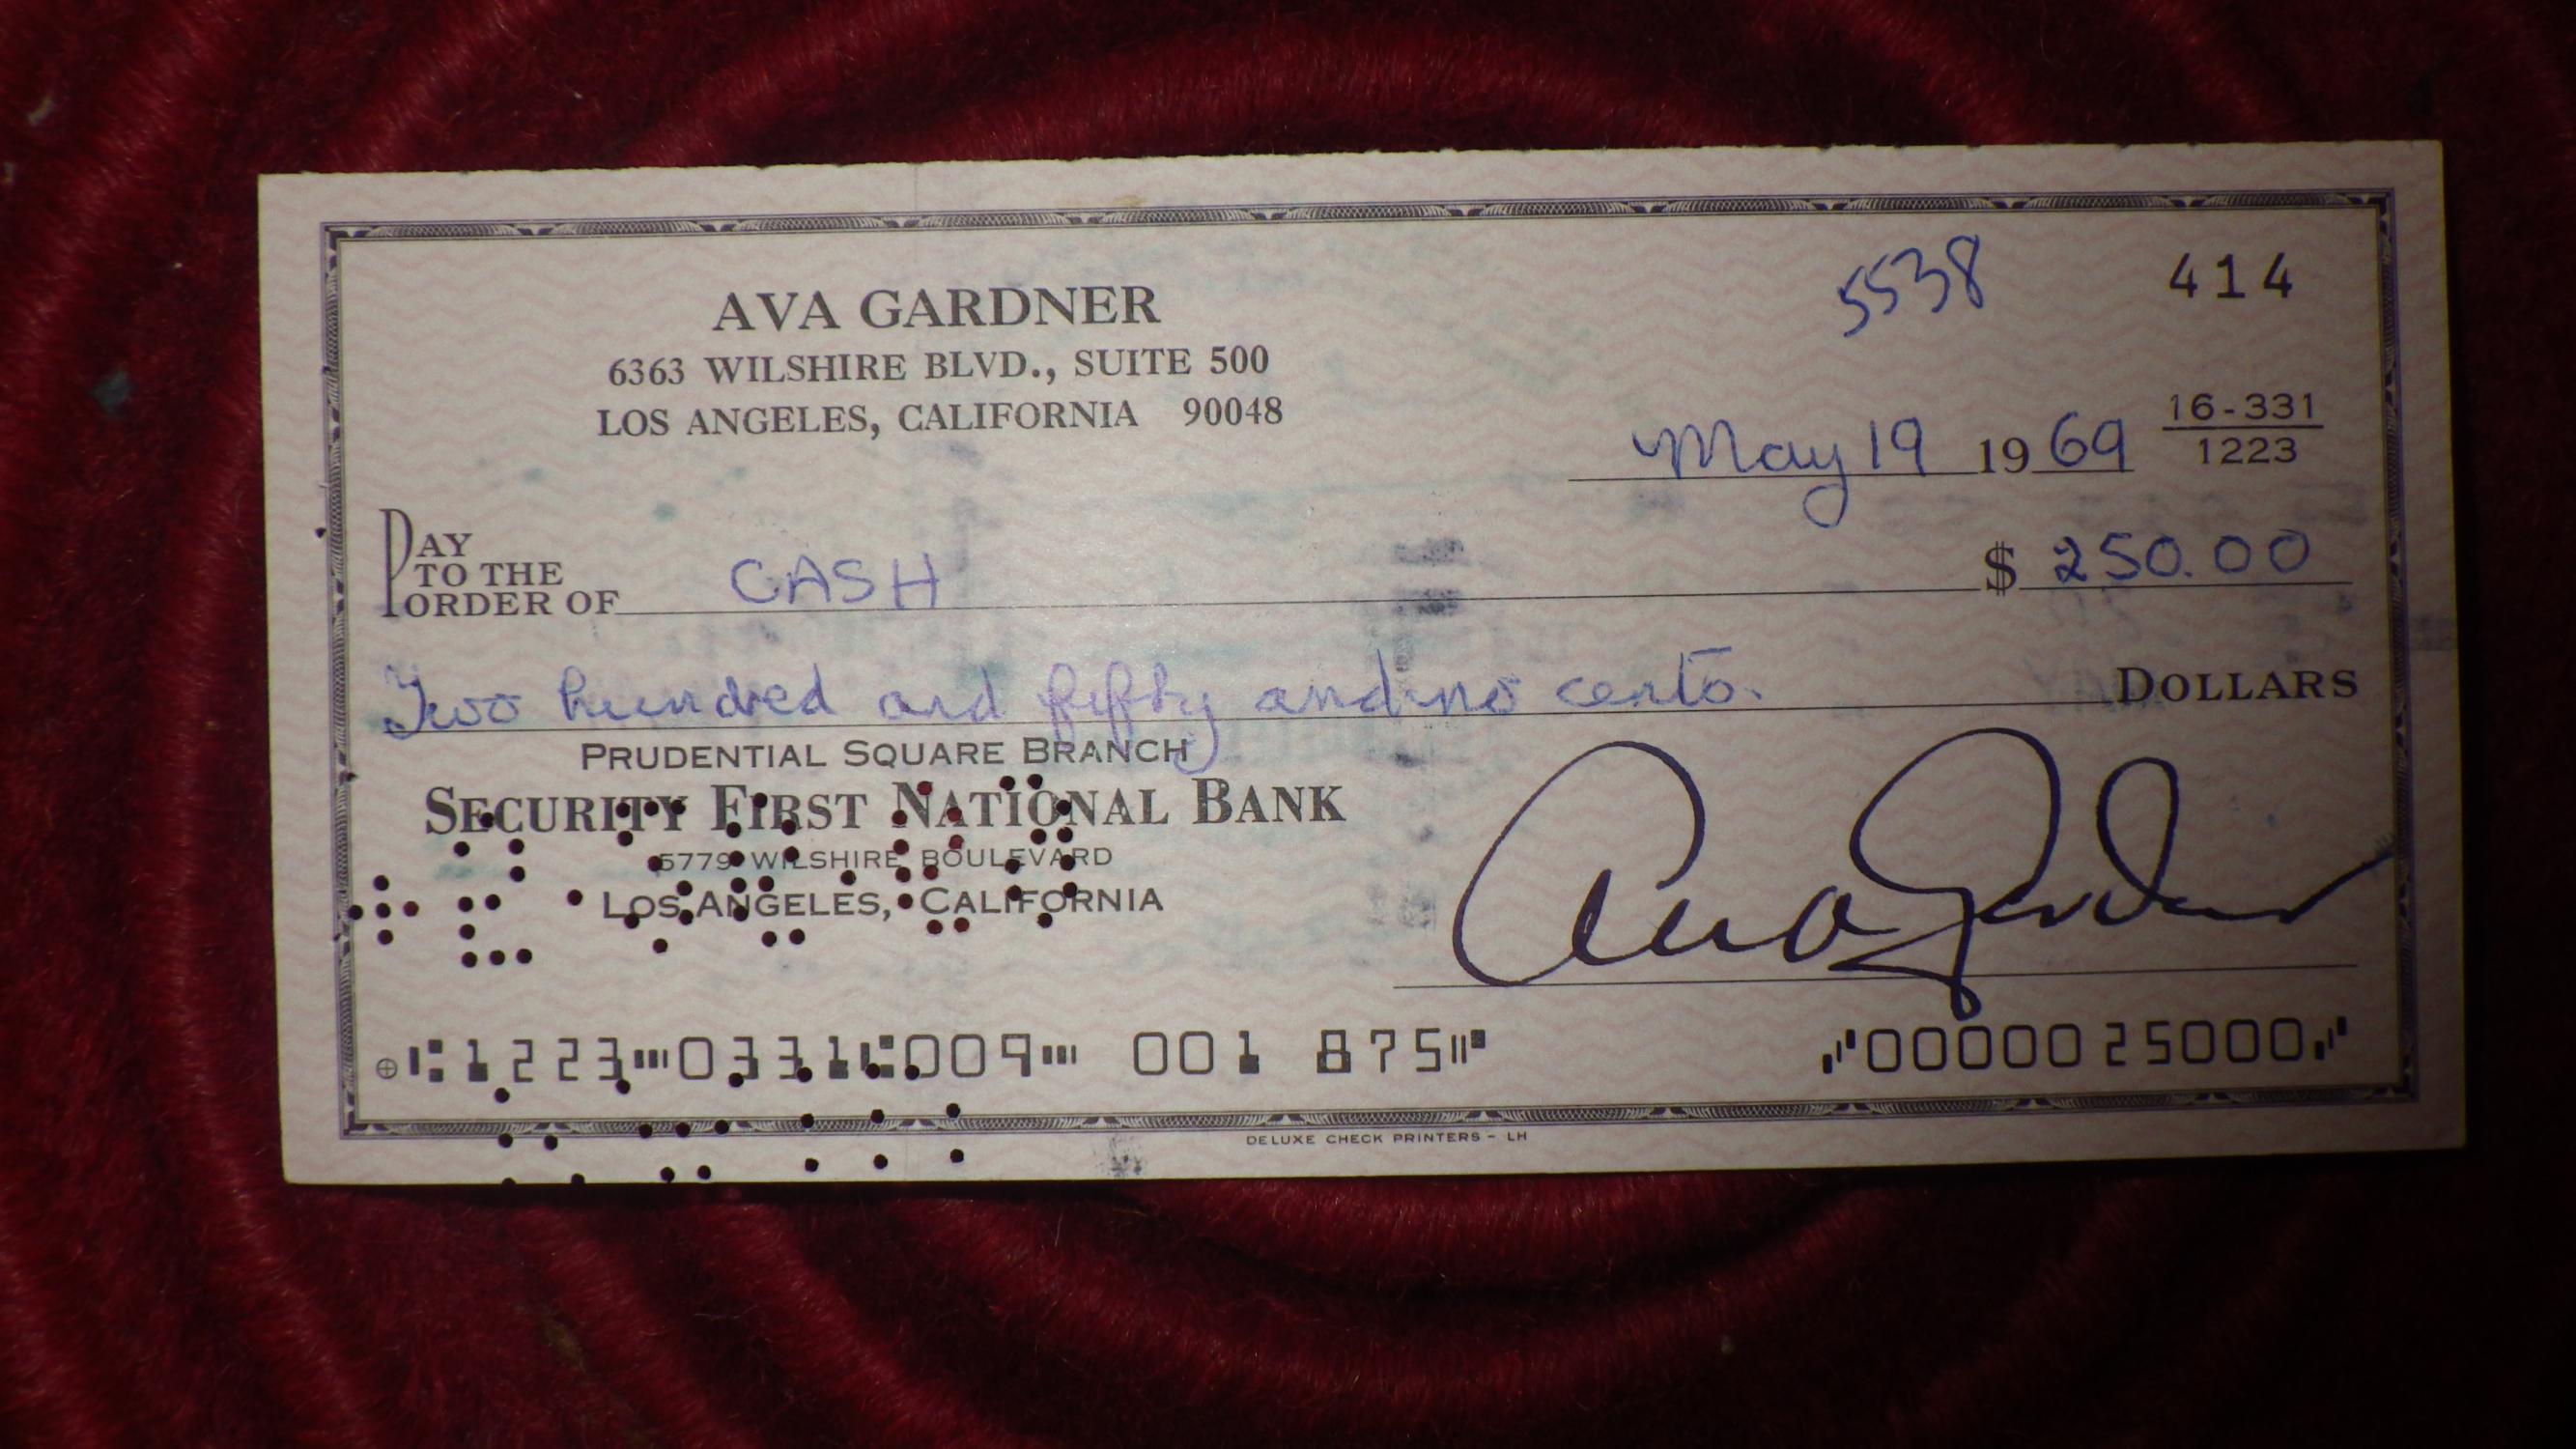 5538 414
AVA GARDNER
6363 WILSHIRE BLVD., SUITE 500
LOS ANGELES, CALIFORNIA 90048
May 19 1969 16-331
1223
PAY TO THE ORDER OF CASH $ 250.00
Two hundred and fifty and no cents. DOLLARS
PRUDENTIAL SQUARE BRANCH
SECURITY FIRST NATIONAL BANK
5779 WILSHIRE BOULEVARD
LOS ANGELES, CALIFORNIA
Ava Gardner
⑆1223⑉0331⑆009⑉ 001 875⑈ ⑇0000025000⑇
DELUXE CHECK PRINTERS - LH